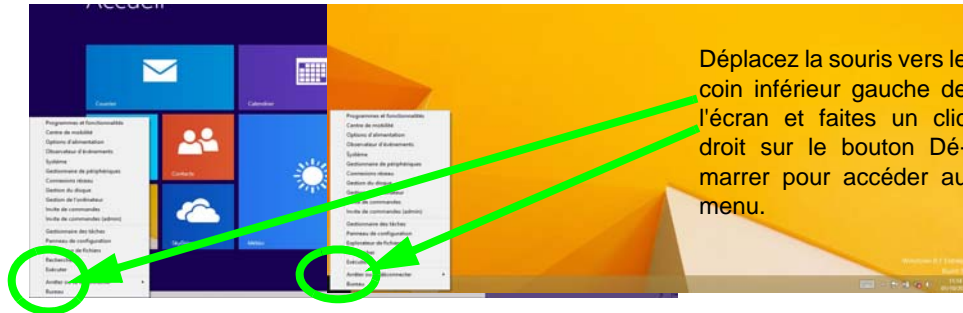 Accueil
Courrier
Calendrier
Programmes et fonctionnalités
Centre de mobilité
Options d'alimentation
Observateur d'événements
Système
Gestionnaire de périphériques
Connexions réseau
Gestion du disque
Gestion de l'ordinateur
Invite de commandes
Invite de commandes (admin)
Gestionnaire des tâches
Panneau de configuration
de fichiers
Exécuter
Bureau
Contacts
Météo
Programmes et fonctionnalités
Centre de mobilité
Options d'alimentation
Observateur d'événements
Système
Gestionnaire de périphériques
Connexions réseau
Gestion du disque
Invite de commandes (admin)
Gestionnaire des tâches
Panneau de configuration
Explorateur de fichiers
Bureau
Déplacez la souris vers le
coin inférieur gauche de
l'écran et faites un clic
droit sur le bouton Dé-
marrer pour accéder au
menu.